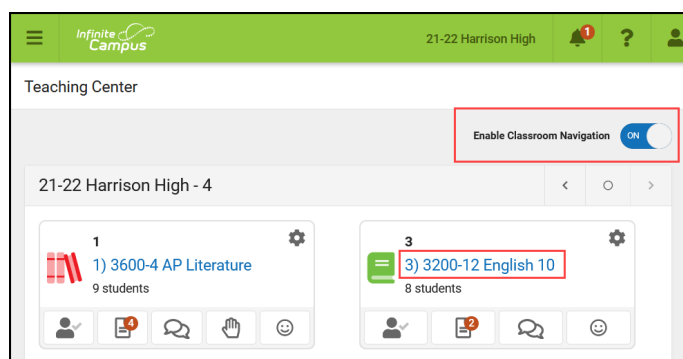 Infinite
Campus
21-22 Harrison High
1
?
Teaching Center
Enable Classroom Navigation
ON
21-22 Harrison High - 4
1
1) 3600-4 AP Literature
9 students
4
3
3) 3200-12 English 10
8 students
2